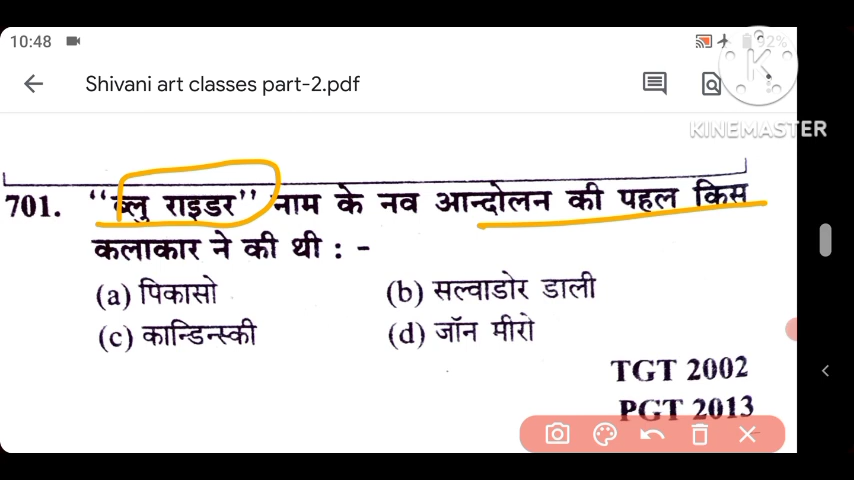 10:48 92%
Shivani art classes part-2.pdf
KINEMASTER
701. "ब्लु राइडर" नाम के नव आन्दोलन की पहल किस
कलाकार ने की थी : -
(a) पिकासो (b) सल्वाडोर डाली
(c) कान्डिन्स्की (d) जॉन मीरो
TGT 2002
PGT 2013